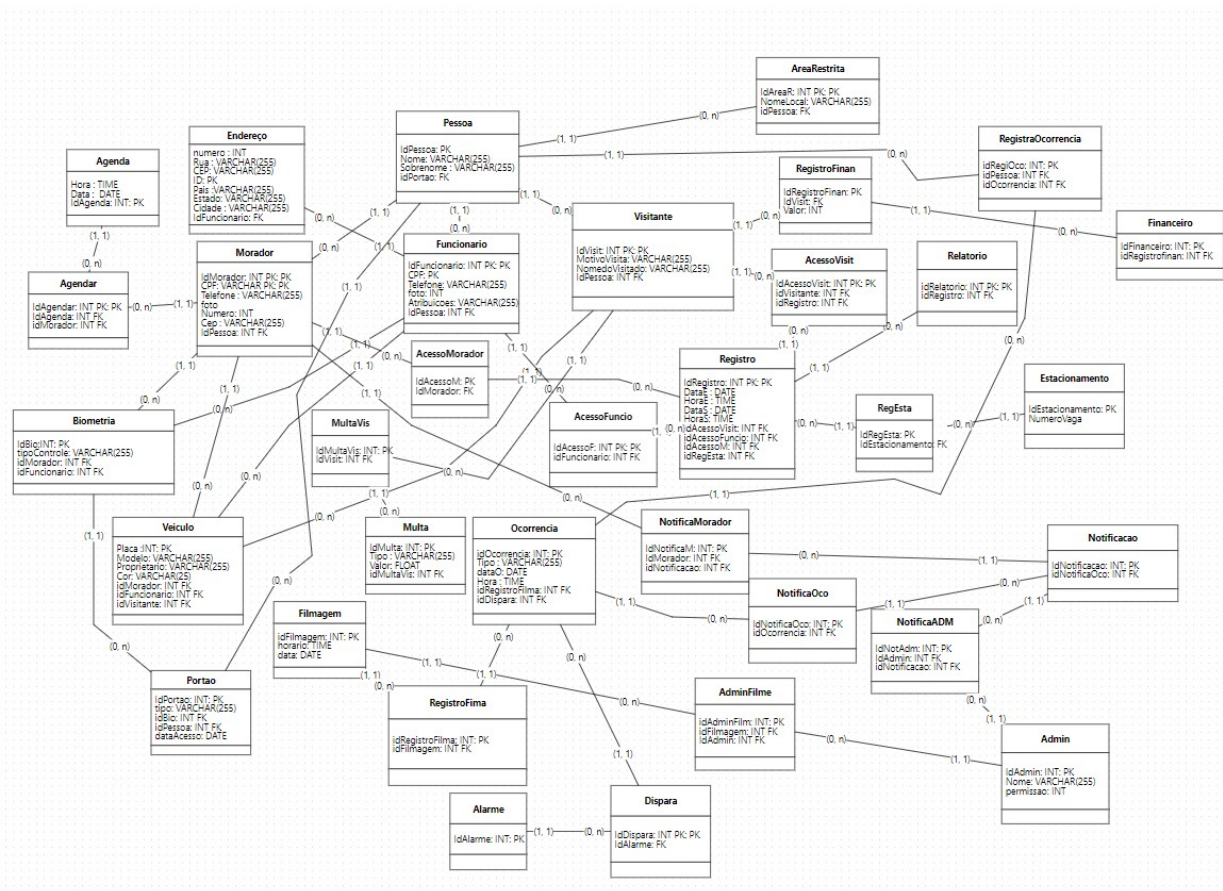 AreaRestrita
IdAreaR: INT PK: PK
NomeLocal: VARCHAR(255)
idPessoa: FK
Pessoa
IdPessoa: PK
Nome: VARCHAR(255)
Sobrenome : VARCHAR(255)
idPortao: FK
Endereço
numero : INT
Rua : VARCHAR(255)
CEP: VARCHAR(255)
ID: PK
Pais :VARCHAR(255)
Estado: VARCHAR(255)
Cidade : VARCHAR(255)
IdFuncionario: FK
RegistraOcorrencia
idRegiOco: INT: PK
idPessoa: INT FK
idOcorrencia: INT FK
Agenda
Hora : TIME
Data : DATE
IdAgenda: INT: PK
RegistroFinan
IdRegistroFinan: PK
idVisit: FK
Valor: INT
Visitante
IdVisit: INT PK: PK
MotivoVisita: VARCHAR(255)
NomedoVisitado: VARCHAR(255)
IdPessoa: INT FK
Financeiro
IdFinanceiro: INT: PK
idRegistrofinan: FK
Morador
IdMorador: INT PK: PK
CPF: VARCHAR PK: PK
Telefone : VARCHAR(255)
foto
Numero: INT
Cep : VARCHAR(255)
IdPessoa: INT FK
Funcionario
IdFuncionario: INT PK: PK
CPF: PK
Telefone: VARCHAR(255)
foto: INT
Atribuicoes: VARCHAR(255)
IdPessoa: INT FK
AcessoVisit
idAcessoVisit: INT PK: PK
idVisitante: INT FK
idRegistro: INT FK
Relatorio
idRelatorio: INT PK: PK
idRegistro: INT FK
Agendar
IdAgendar: INT PK: PK
IdAgenda: INT FK
idMorador: INT FK
AcessoMorador
IdAcessoM: PK
IdMorador: FK
Registro
IdRegistro: INT PK: PK
DataE : DATE
HoraE : TIME
DataS : DATE
HoraS: TIME
idAcessoVisit: INT FK
idAcessoFuncio: INT FK
idAcessoM: INT FK
idRegEsta: INT FK
Estacionamento
IdEstacionamento: PK
NumeroVaga
RegEsta
IdRegEsta: PK
IdEstacionamento: FK
Biometria
IdBio:INT: PK
tipoControle: VARCHAR(255)
idMorador: INT FK
idFuncionario: INT FK
MultaVis
IdMultaVis: INT: PK
idVisit: INT FK
AcessoFuncio
IdAcessoF: INT PK: PK
idFuncionario: INT FK
Veiculo
Placa :INT: PK
Modelo: VARCHAR(255)
Proprietario: VARCHAR(255)
Cor: VARCHAR(25)
idMorador: INT FK
idFuncionario: INT FK
idVisitante: INT FK
Multa
IdMulta: INT: PK
Tipo : VARCHAR(255)
Valor: FLOAT
idMultaVis: INT FK
Ocorrencia
idOcorrencia: INT: PK
Tipo : VARCHAR(255)
dataO: DATE
Hora : TIME
idRegistroFilma: INT FK
idDispara: INT FK
NotificaMorador
IdNotificaM: INT: PK
IdMorador: INT FK
idNotificacao: INT FK
Notificacao
IdNotificacao: INT: PK
idNotificaOco: INT FK
NotificaOco
idNotificaOco: INT: PK
idOcorrencia: INT FK
NotificaADM
IdNotAdm: INT: PK
IdAdmin: INT FK
idNotificacao: INT FK
Filmagem
idFilmagem: INT: PK
horario: TIME
data: DATE
Portao
IdPortao: INT: PK
tipo: VARCHAR(255)
idBio: INT FK
idPessoa: INT FK
dataAcesso: DATE
RegistroFima
idRegistroFilma: INT: PK
idFilmagem: INT FK
AdminFilme
idAdminFilm: INT: PK
idFilmagem: INT FK
idAdmin: INT FK
Admin
IdAdmin: INT: PK
Nome: VARCHAR(255)
permissao: INT
Alarme
IdAlarme: INT: PK
Dispara
IdDispara: INT PK: PK
IdAlarme: FK